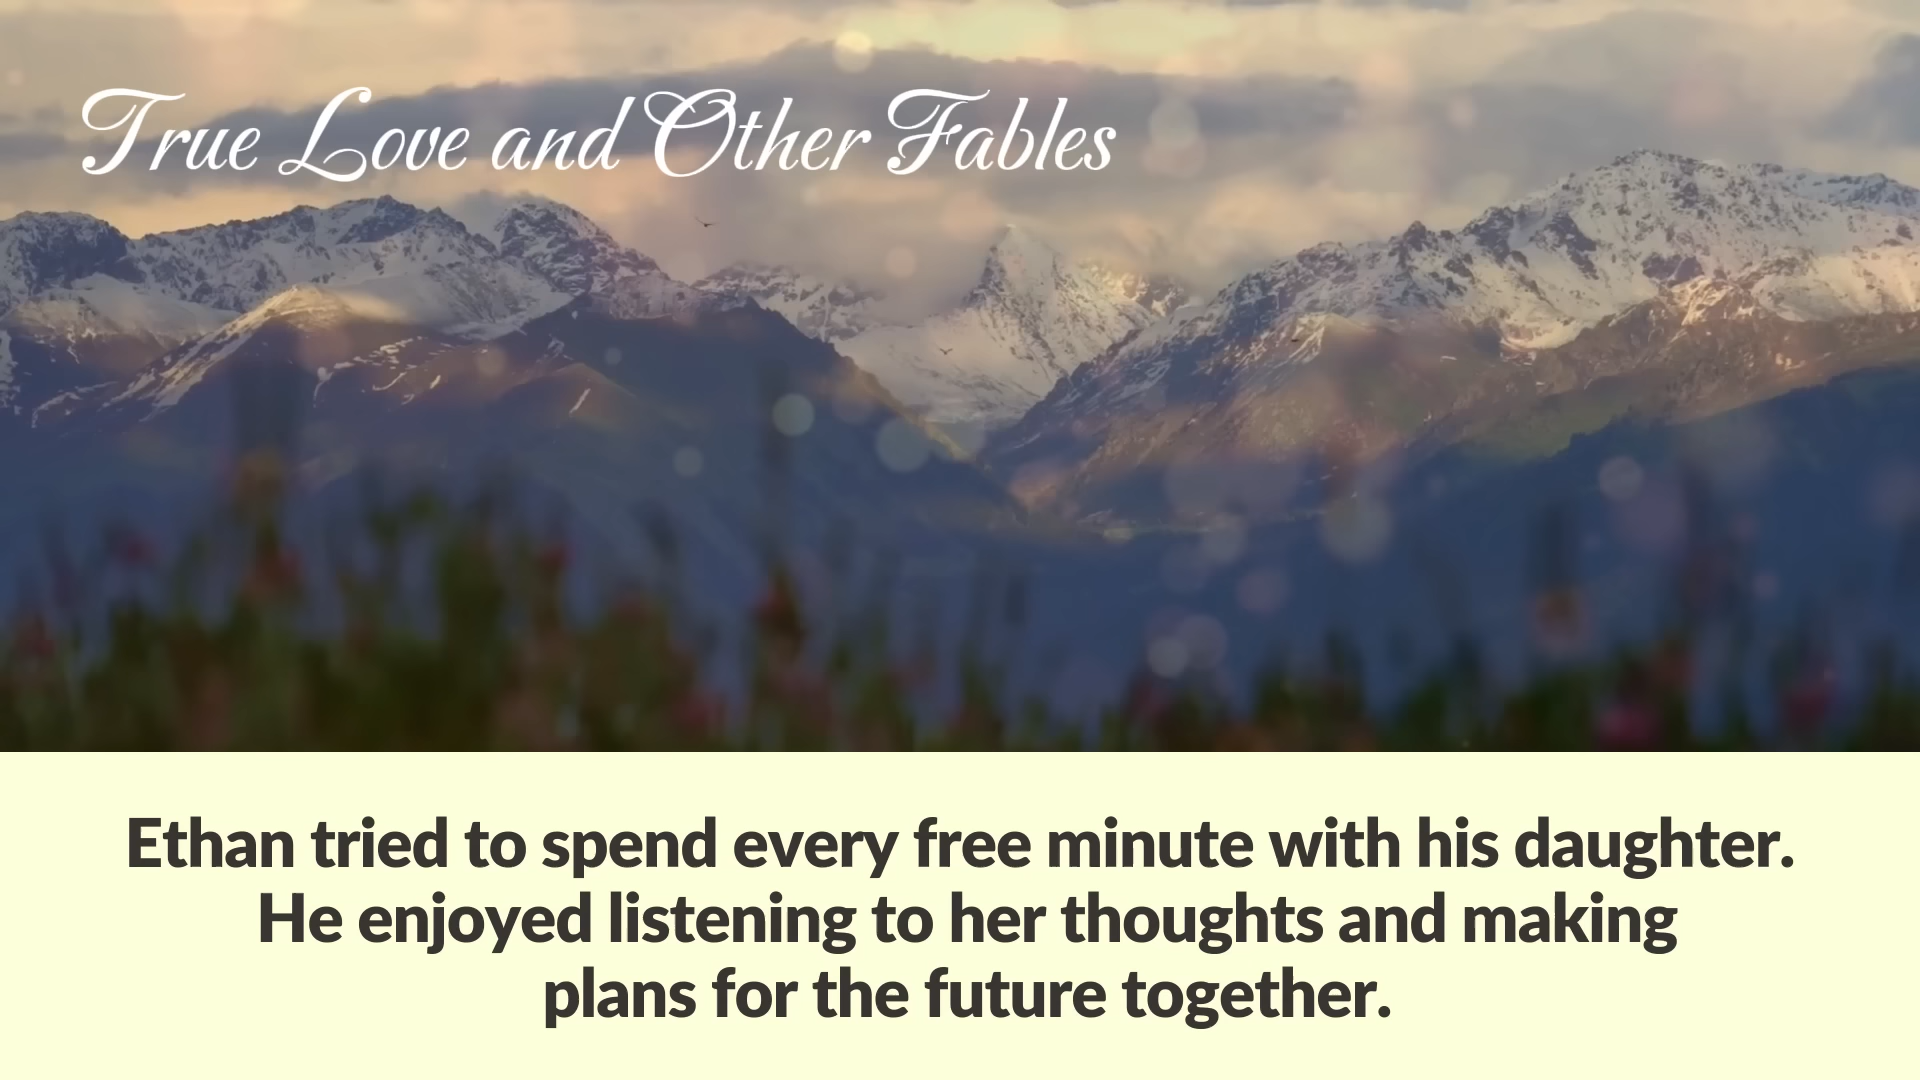 True Love and Other Fables
Ethan tried to spend every free minute with his daughter.
He enjoyed listening to her thoughts and making
plans for the future together.